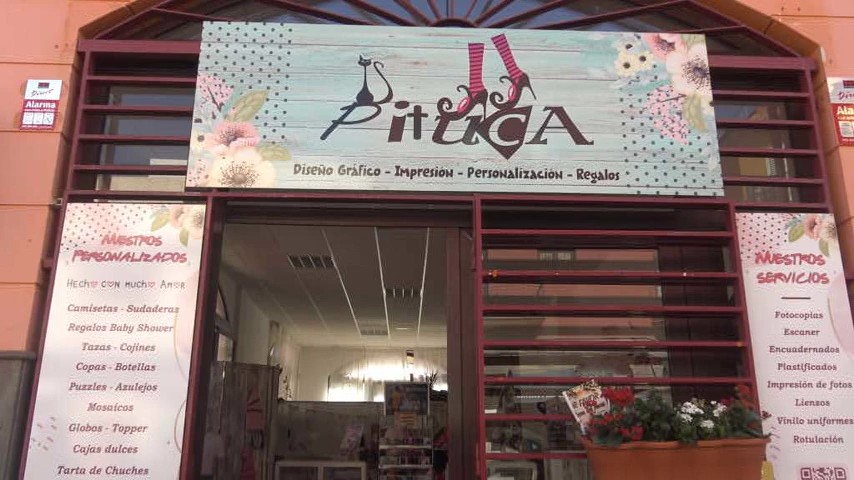 Pituca
Diseño Gráfico - Impresión - Personalización - Regalos
Alarma
NUESTROS
PERSONALIZADOS
HECHO CON MUCHO AMOR
Camisetas - Sudaderas
Regalos Baby Shower
Tazas - Cojines
Copas - Botellas
Puzzles - Azulejos
Mosaicos
Globos - Topper
Cajas dulces
Tarta de Chuches
NUESTROS
SERVICIOS
Fotocopias
Escaner
Encuadernados
Plastificados
Impresión de fotos
Lienzos
Vinilo uniformes
Rotulación